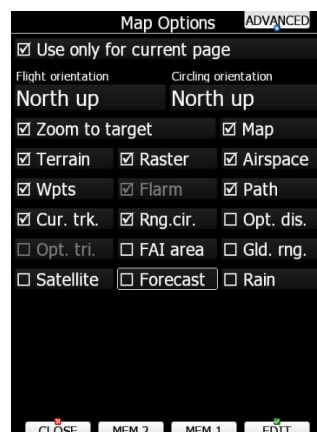 Map Options ADVANCED
Use only for current page
Flight orientation Circling orientation
North up North up
Zoom to target Map
Terrain Raster Airspace
Wpts Flarm Path
Cur. trk. Rng.cir. Opt. dis.
Opt. tri. FAI area Gld. rng.
Satellite Forecast Rain
CLOSE MEM 2 MEM 1 EDIT